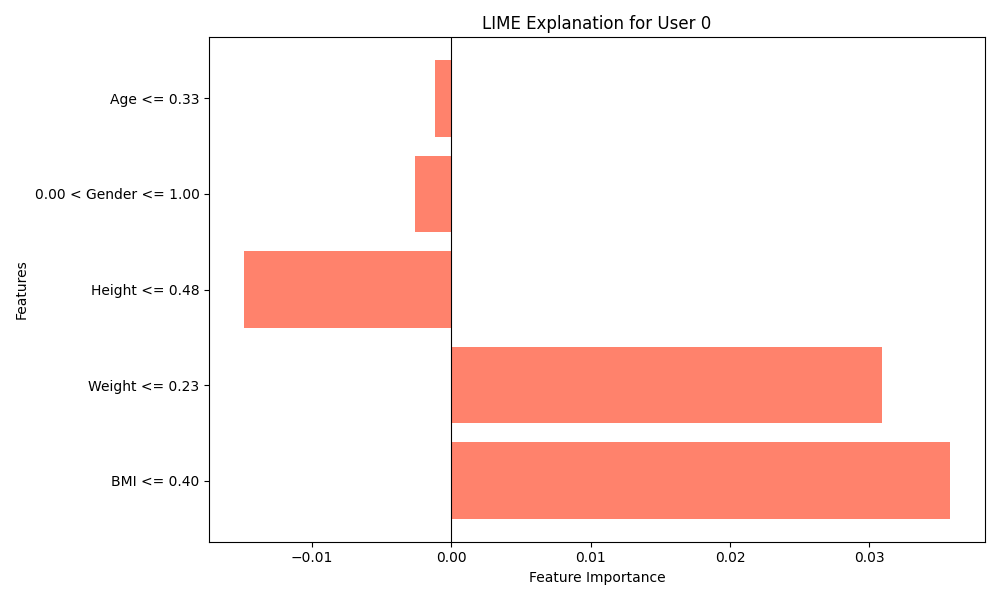 LIME Explanation for User 0
Features
Age <= 0.33
0.00 < Gender <= 1.00
Height <= 0.48
Weight <= 0.23
BMI <= 0.40
−0.01 0.00 0.01 0.02 0.03
Feature Importance